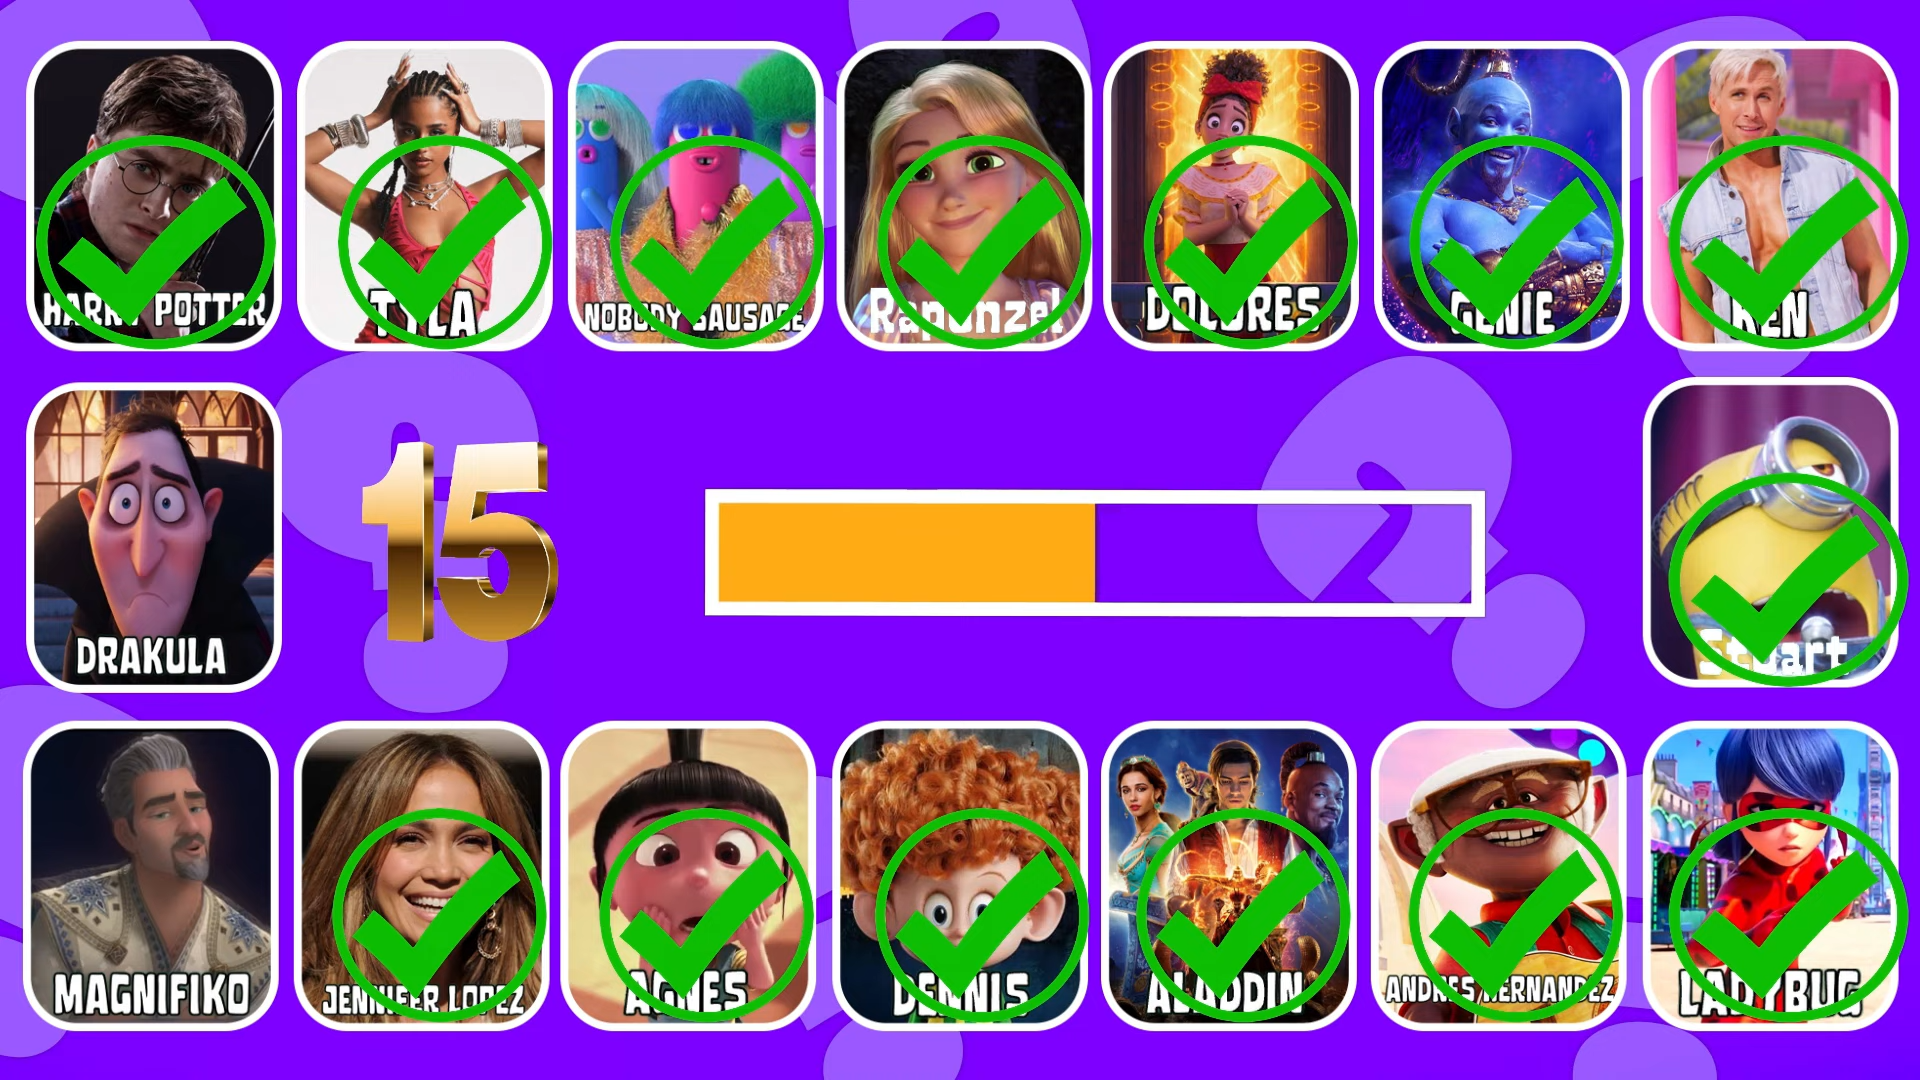 HARRY POTTER
TYLA
NOBODY SAUSAGE
Rapunzel
DOLORES
GENIE
KEN
DRAKULA
15
Stuart
MAGNIFIKO
JENNIFER LOPEZ
AGNES
DENNIS
ALADDIN
ANDRES HERNANDEZ
LADYBUG